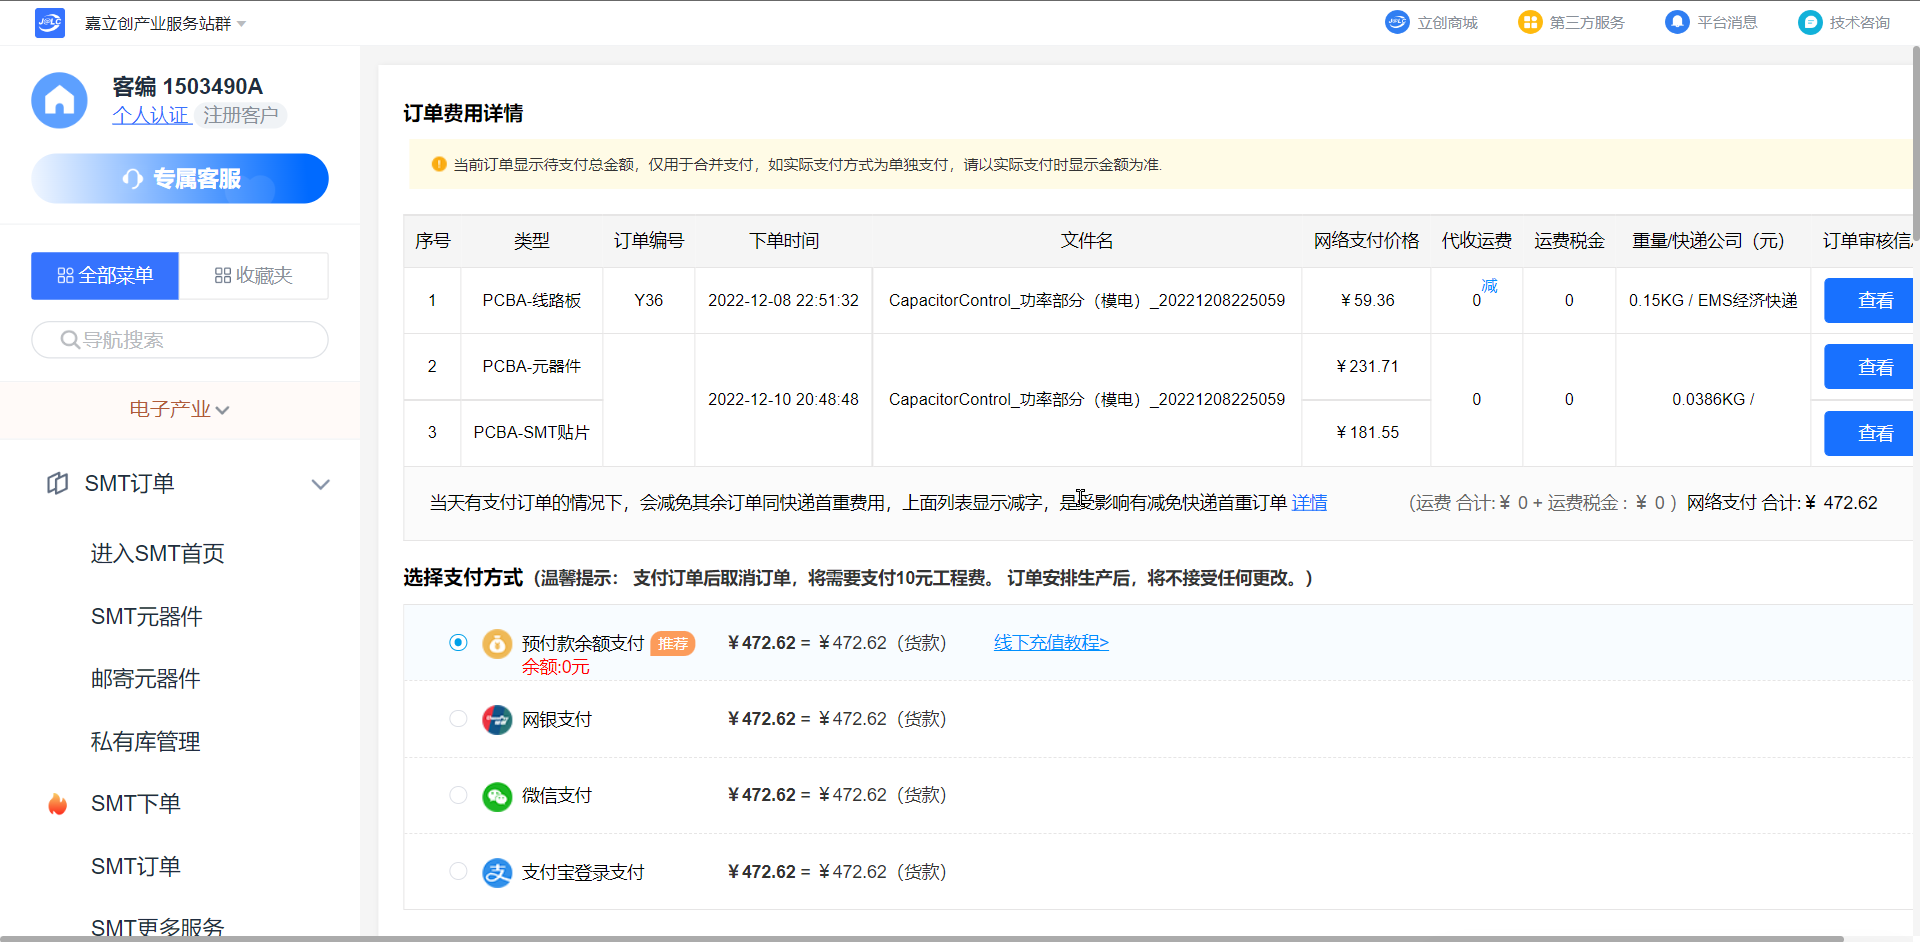 嘉立创产业服务站群
立创商城
第三方服务
平台消息
技术咨询
客编 1503490A
个人认证
注册客户
专属客服
全部菜单
收藏夹
导航搜索
电子产业
SMT订单
进入SMT首页
SMT元器件
邮寄元器件
私有库管理
SMT下单
SMT订单
SMT更多服务
订单费用详情
当前订单显示待支付总金额，仅用于合并支付，如实际支付方式为单独支付，请以实际支付时显示金额为准.
序号 类型 订单编号 下单时间 文件名 网络支付价格 代收运费 运费税金 重量/快递公司（元） 订单审核信
1 PCBA-线路板 Y36 2022-12-08 22:51:32 CapacitorControl_功率部分（模电）_20221208225059 ¥59.36 减 0 0 0.15KG / EMS经济快递 查看
2 PCBA-元器件 ¥231.71 查看
2022-12-10 20:48:48 CapacitorControl_功率部分（模电）_20221208225059 0 0 0.0386KG /
3 PCBA-SMT贴片 ¥181.55 查看
当天有支付订单的情况下，会减免其余订单同快递首重费用，上面列表显示减字，是受影响有减免快递首重订单 详情
（运费 合计:¥ 0 + 运费税金 : ¥ 0 ）网络支付 合计:¥ 472.62
选择支付方式（温馨提示： 支付订单后取消订单，将需要支付10元工程费。 订单安排生产后，将不接受任何更改。）
预付款余额支付 推荐 ¥472.62 = ¥472.62（货款） 线下充值教程>
余额:0元
网银支付 ¥472.62 = ¥472.62（货款）
微信支付 ¥472.62 = ¥472.62（货款）
支付宝登录支付 ¥472.62 = ¥472.62（货款）